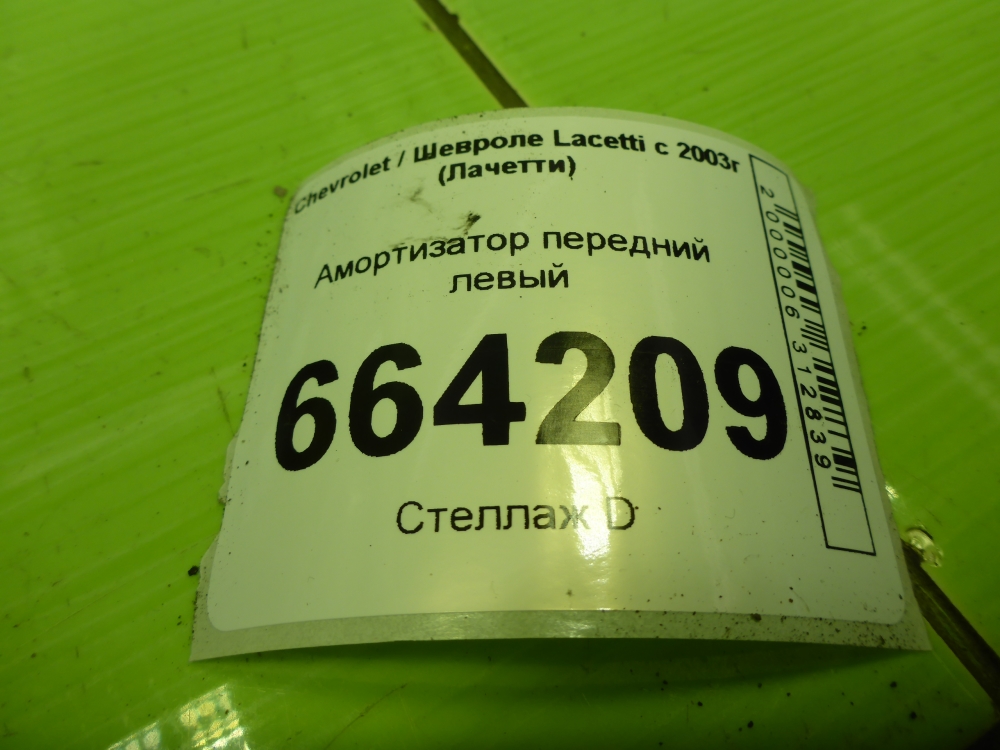 Chevrolet / Шевроле Lacetti с 2003г
(Лачетти)
Амортизатор передний
левый
664209
Стеллаж D
2000006312839